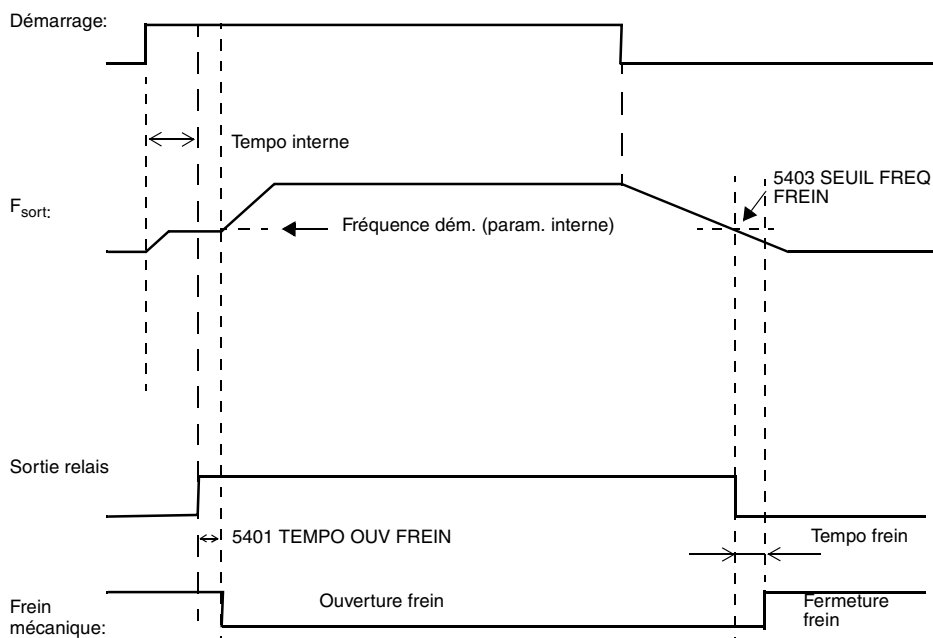 Démarrage:
Tempo interne
5403 SEUIL FREQ
FREIN
Fsort:
Fréquence dém. (param. interne)
Sortie relais
5401 TEMPO OUV FREIN
Tempo frein
Frein
mécanique:
Ouverture frein
Fermeture
frein